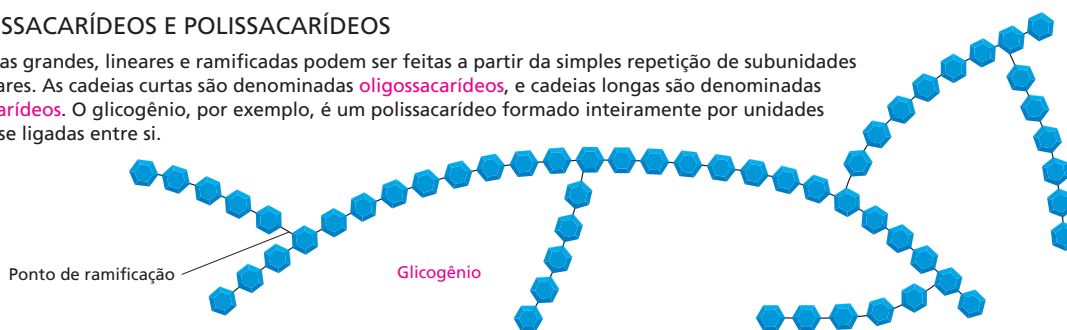 SSACARÍDEOS E POLISSACARÍDEOS
as grandes, lineares e ramificadas podem ser feitas a partir da simples repetição de subunidades
ares. As cadeias curtas são denominadas oligossacarídeos, e cadeias longas são denominadas
arídeos. O glicogênio, por exemplo, é um polissacarídeo formado inteiramente por unidades
se ligadas entre si.
Ponto de ramificação
Glicogênio